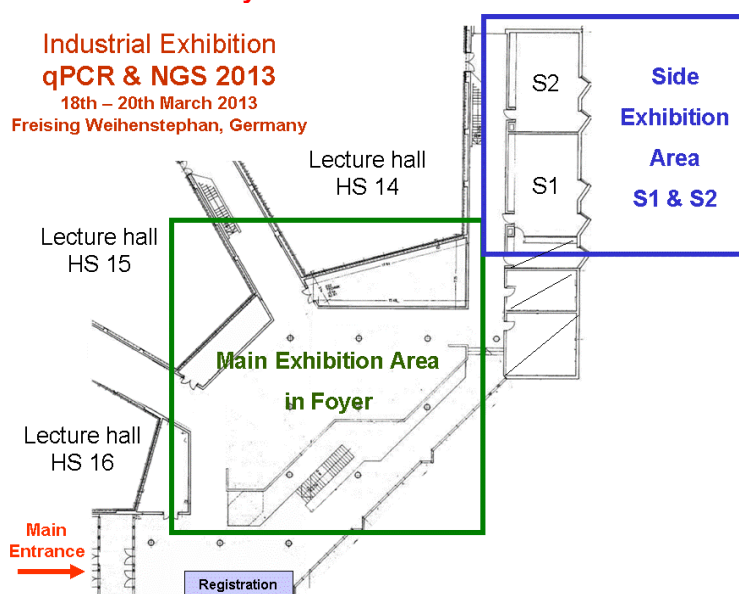 Industrial Exhibition
qPCR & NGS 2013
18th – 20th March 2013
Freising Weihenstephan, Germany
S2
Side
Exhibition
Area
S1 & S2
S1
Lecture hall
HS 14
Lecture hall
HS 15
Main Exhibition Area
in Foyer
Lecture hall
HS 16
Main
Entrance
Registration